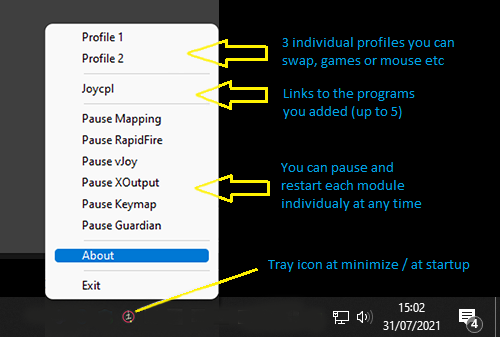 Profile 1
Profile 2
3 individual profiles you can
swap, games or mouse etc
Joycpl
Links to the programs
you added (up to 5)
Pause Mapping
Pause RapidFire
Pause vJoy
Pause XOutput
Pause Keymap
Pause Guardian
You can pause and
restart each module
individualy at any time
About
Tray icon at minimize / at startup
Exit
15:02
31/07/2021
4